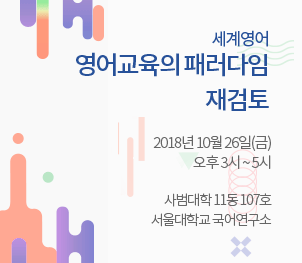 세계영어
영어교육의 패러다임
재검토
2018년 10월 26일(금)
오후 3시 ~ 5시
사범대학 11동 107호
서울대학교 국어연구소